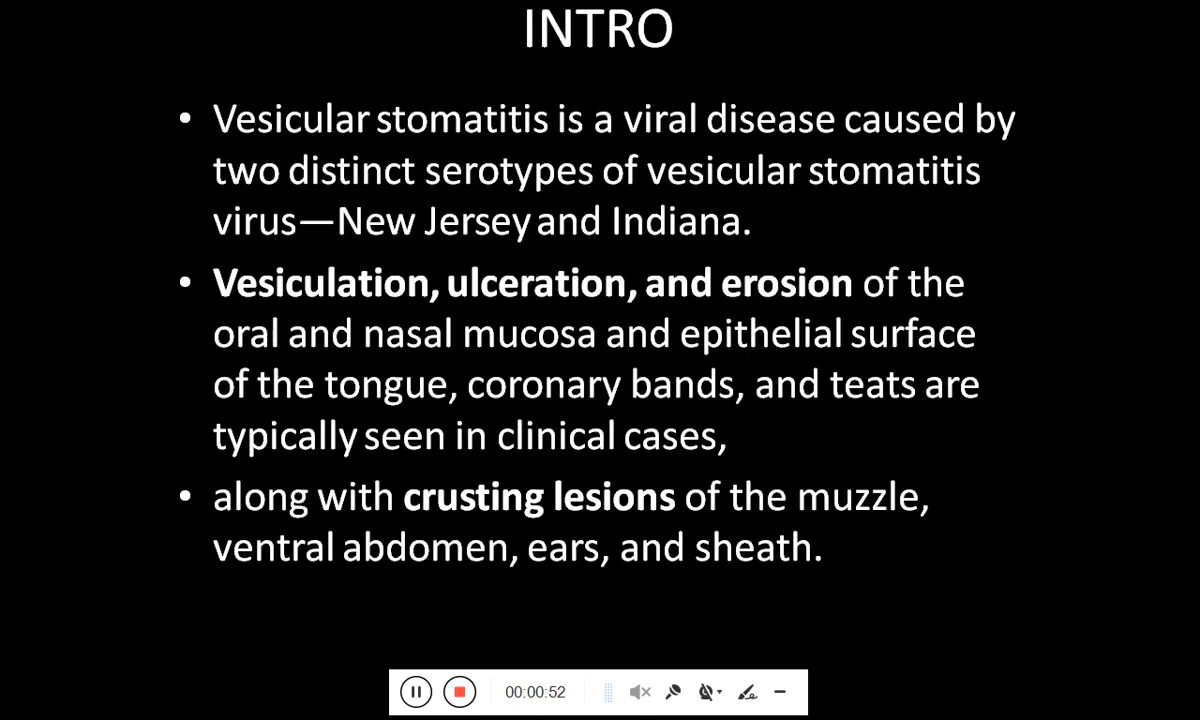 INTRO
• Vesicular stomatitis is a viral disease caused by
two distinct serotypes of vesicular stomatitis
virus—New Jersey and Indiana.
• Vesiculation, ulceration, and erosion of the
oral and nasal mucosa and epithelial surface
of the tongue, coronary bands, and teats are
typically seen in clinical cases,
• along with crusting lesions of the muzzle,
ventral abdomen, ears, and sheath.
00:00:52